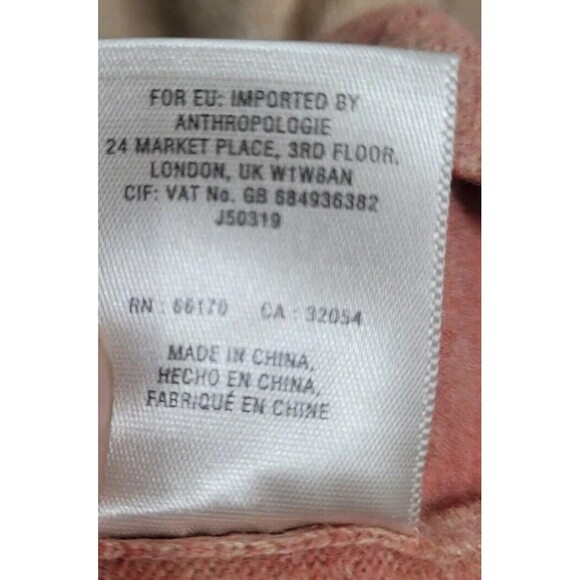 FOR EU: IMPORTED BY
ANTHROPOLOGIE
24 MARKET PLACE, 3RD FLOOR,
LONDON, UK W1W8AN
CIF: VAT No. GB 684936382
J50319
RN : 66170 CA : 32054
MADE IN CHINA,
HECHO EN CHINA,
FABRIQUÉ EN CHINE